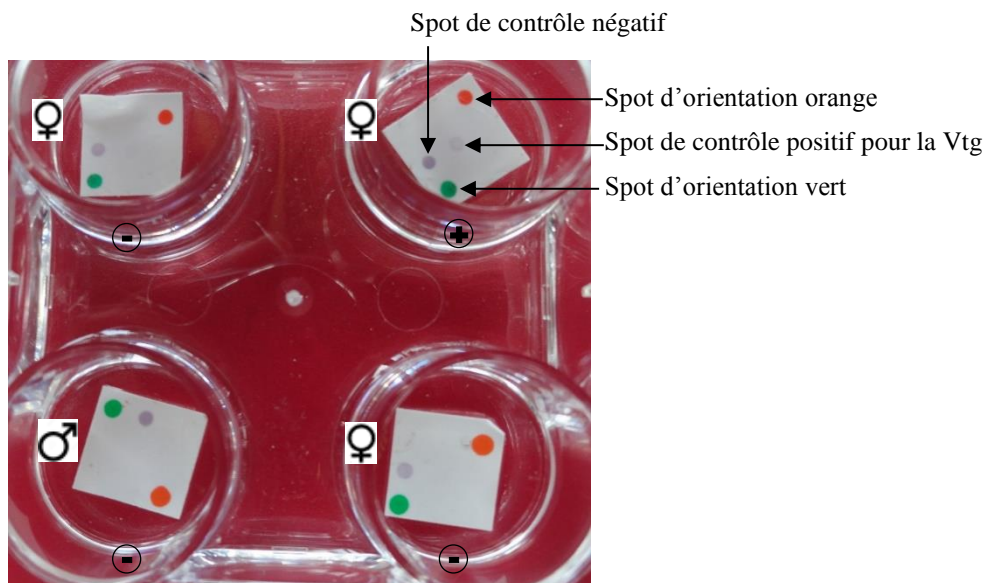 Spot de contrôle négatif
Spot d’orientation orange
Spot de contrôle positif pour la Vtg
Spot d’orientation vert
♀
♀
-
+
♂
♀
-
-